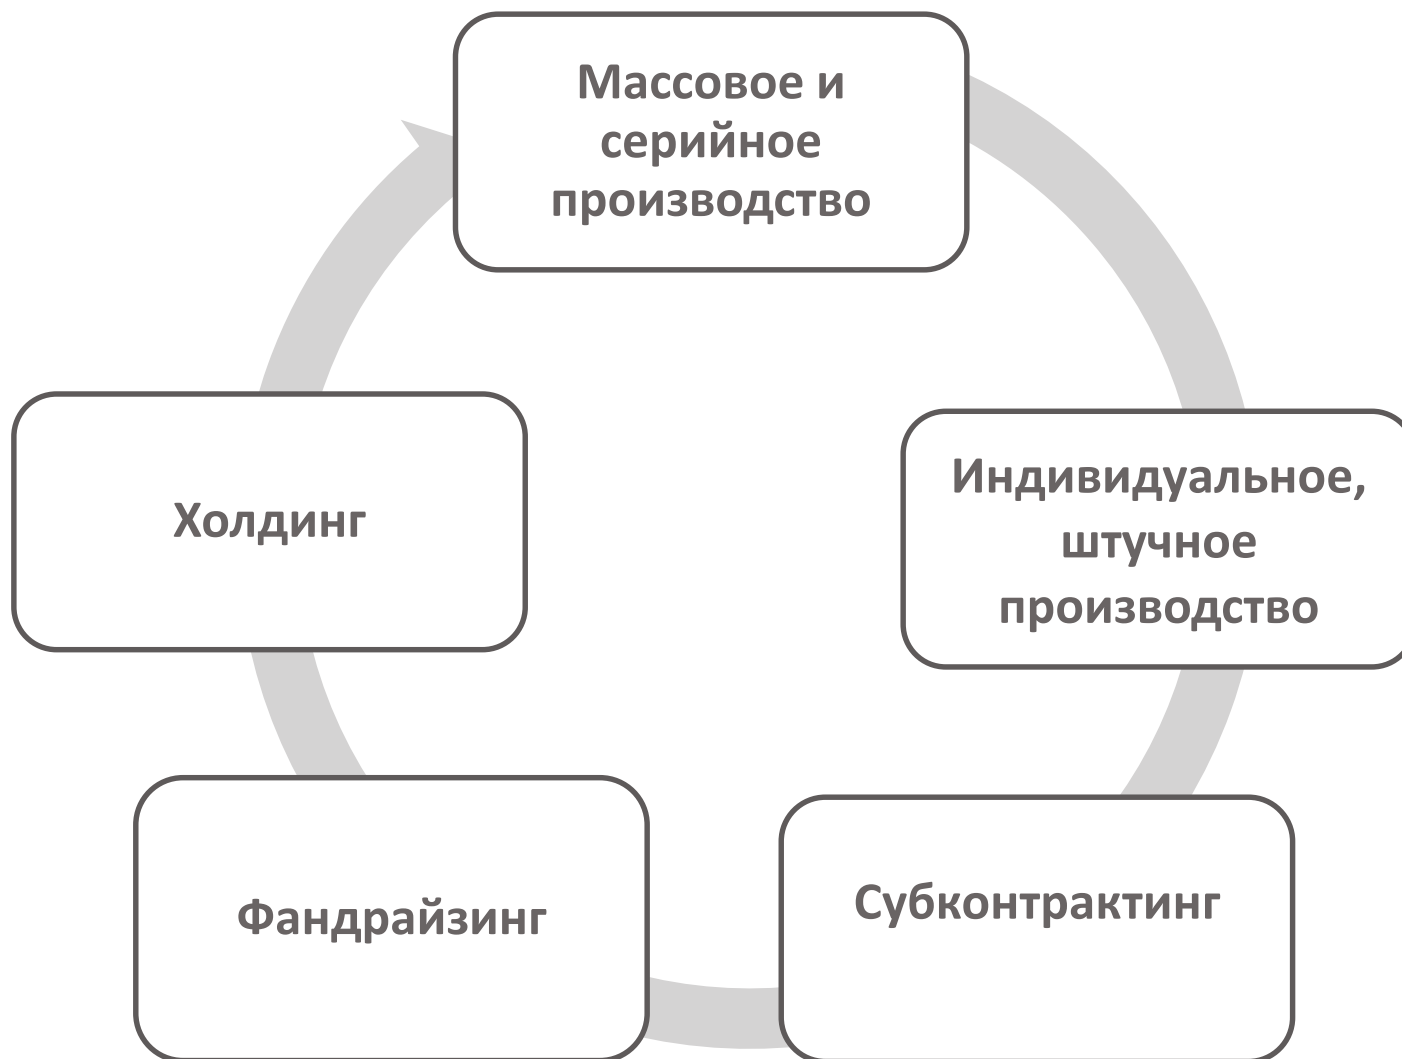 Массовое и
серийное
производство
Индивидуальное,
штучное
производство
Субконтрактинг
Фандрайзинг
Холдинг